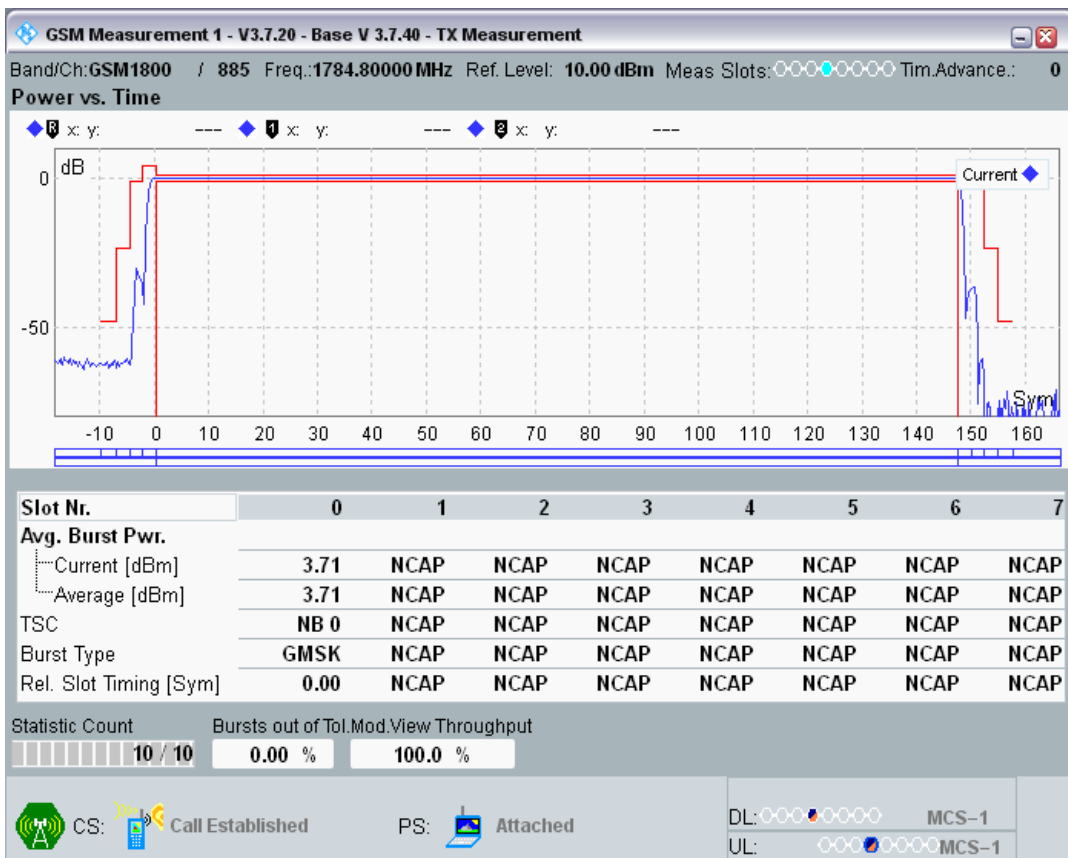 GSM Measurement 1 - V3.7.20 - Base V 3.7.40 - TX Measurement
Band/Ch:GSM1800 / 885 Freq.:1784.80000 MHz Ref. Level: 10.00 dBm Meas Slots: Tim.Advance.: 0
Power vs. Time
R x: y: --- 1 x: y: --- 2 x: y: ---
dB
Current
0
-50
Sym
-10 0 10 20 30 40 50 60 70 80 90 100 110 120 130 140 150 160
Slot Nr. 0 1 2 3 4 5 6 7
Avg. Burst Pwr.
Current [dBm] 3.71 NCAP NCAP NCAP NCAP NCAP NCAP NCAP
Average [dBm] 3.71 NCAP NCAP NCAP NCAP NCAP NCAP NCAP
TSC NB 0 NCAP NCAP NCAP NCAP NCAP NCAP NCAP
Burst Type GMSK NCAP NCAP NCAP NCAP NCAP NCAP NCAP
Rel. Slot Timing [Sym] 0.00 NCAP NCAP NCAP NCAP NCAP NCAP NCAP
Statistic Count Bursts out of Tol.Mod.View Throughput
10 / 10 0.00 % 100.0 %
CS: Call Established PS: Attached
DL: MCS-1
UL: MCS-1